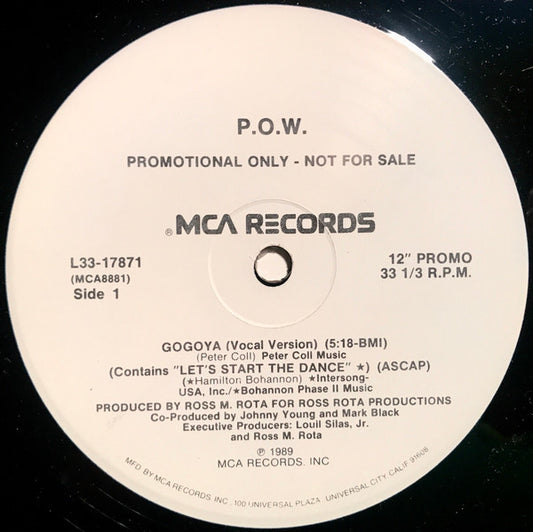 P.O.W.
PROMOTIONAL ONLY - NOT FOR SALE
® MCA RECORDS
L33-17871
(MCA8881)
Side 1
12" PROMO
33 1/3 R.P.M.
GOGOYA (Vocal Version) (5:18-BMI)
(Peter Coll) Peter Coll Music
(Contains "LET'S START THE DANCE" ★) (ASCAP)
(★Hamilton Bohannon) ★Intersong-
USA, Inc./★Bohannon Phase II Music
PRODUCED BY ROSS M. ROTA FOR ROSS ROTA PRODUCTIONS
Co-Produced by Johnny Young and Mark Black
Executive Producers: Louil Silas, Jr.
and Ross M. Rota
℗ 1989
MCA RECORDS. INC
MFD. BY MCA RECORDS. INC. 100 UNIVERSAL PLAZA. UNIVERSAL CITY. CALIF 91608